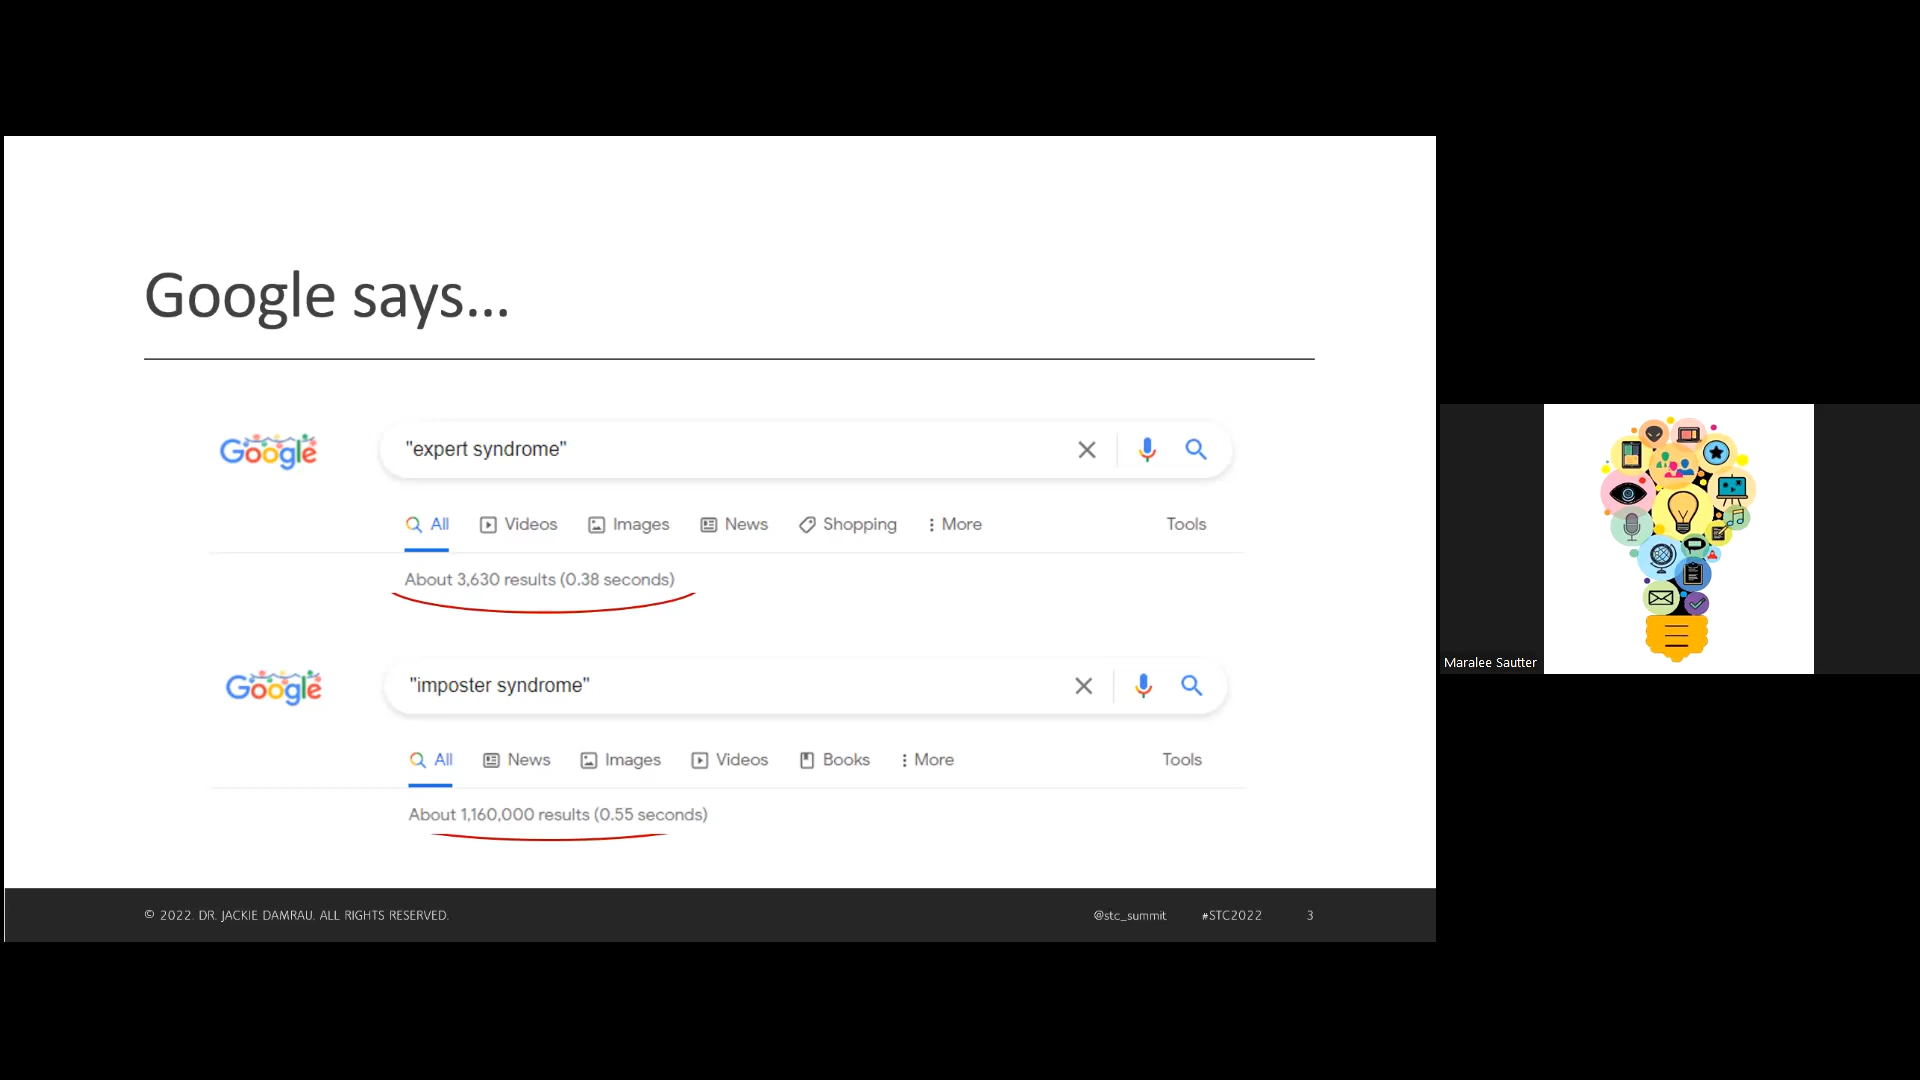 Google says...
Google "expert syndrome"
All Videos Images News Shopping More Tools
About 3,630 results (0.38 seconds)
Google "imposter syndrome"
All News Images Videos Books More Tools
About 1,160,000 results (0.55 seconds)
© 2022. DR. JACKIE DAMRAU. ALL RIGHTS RESERVED. @stc_summit #STC2022 3
Maralee Sautter